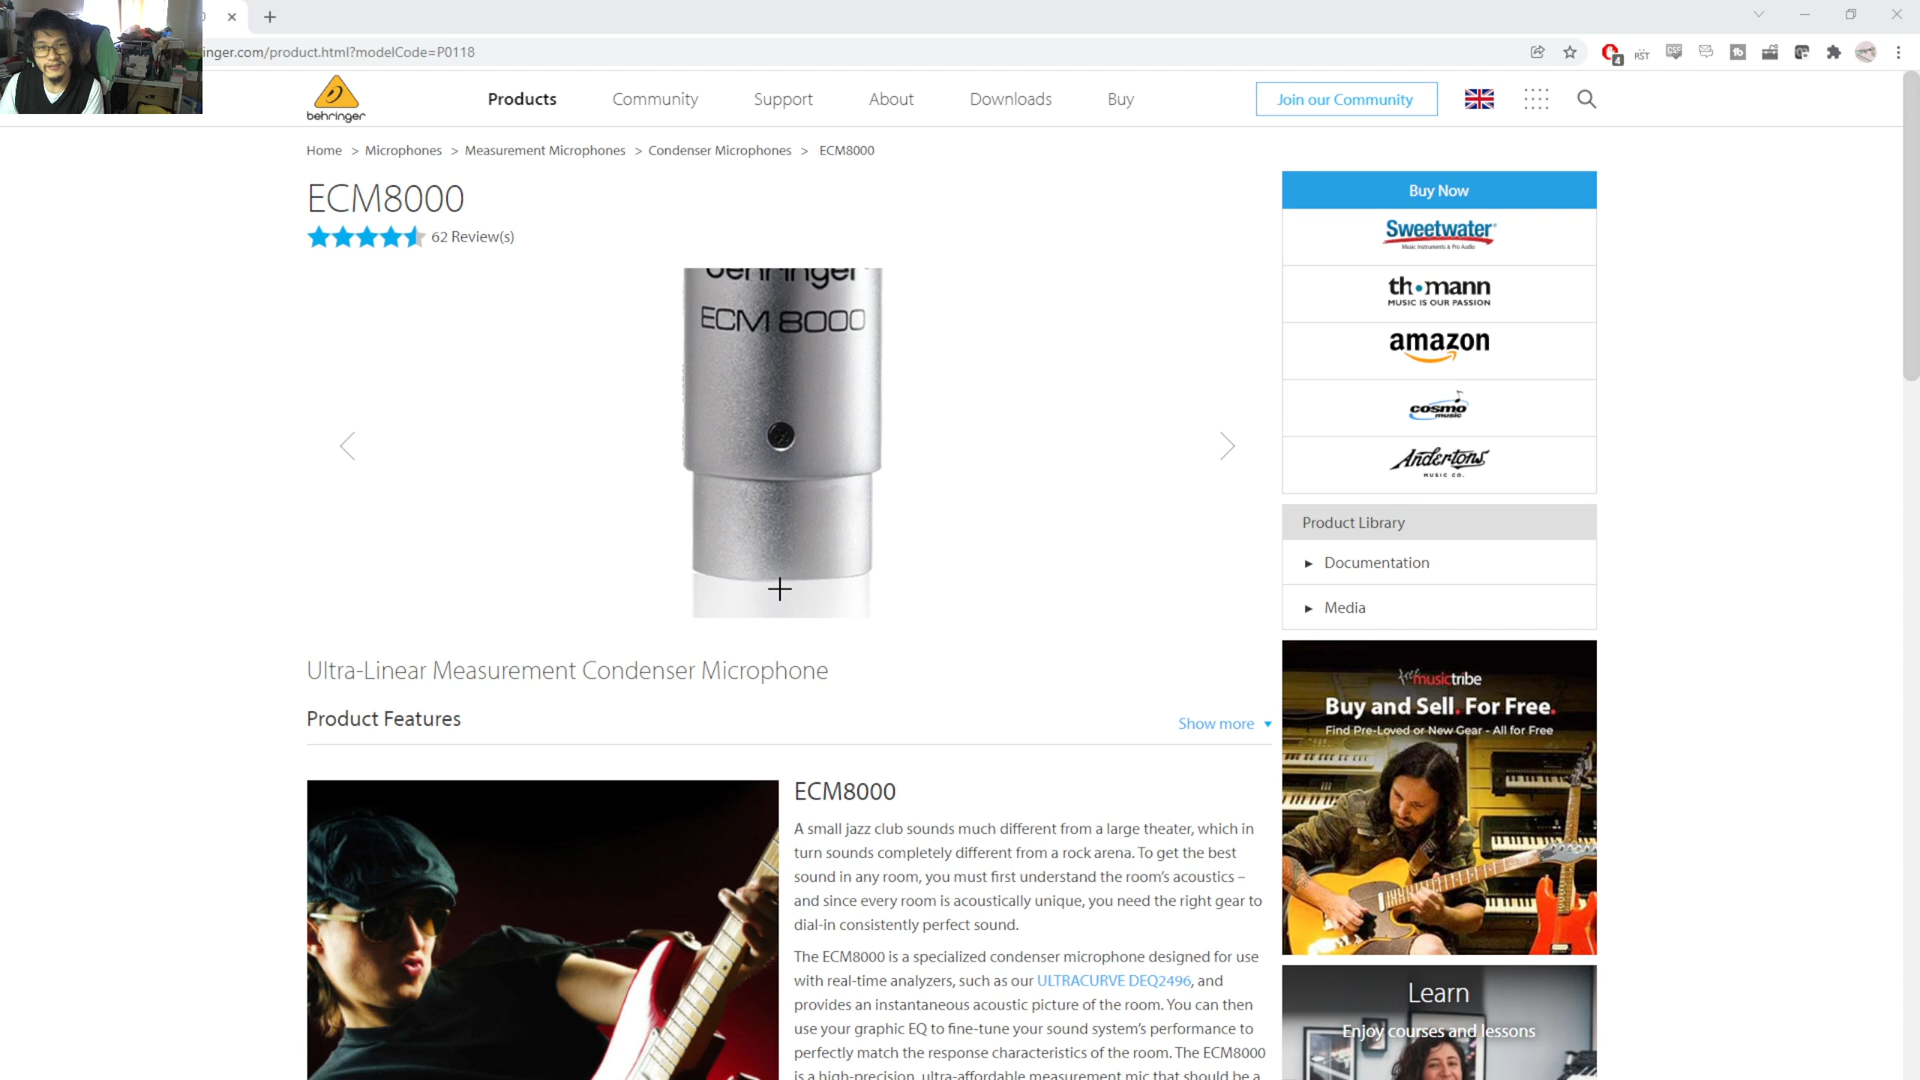 inger.com/product.html?modelCode=P0118
4
RST
CSS
behringer
Products
Community
Support
About
Downloads
Buy
Join our Community
Home > Microphones > Measurement Microphones > Condenser Microphones > ECM8000
ECM8000
62 Review(s)
behringer
ECM 8000
Buy Now
Sweetwater
Music Instruments & Pro Audio
th•mann
MUSIC IS OUR PASSION
amazon
cosmo
music
Andertons
MUSIC CO.
Product Library
Documentation
Media
Ultra-Linear Measurement Condenser Microphone
Product Features
Show more
musictribe
Buy and Sell. For Free.
Find Pre-Loved or New Gear - All for Free
ECM8000
A small jazz club sounds much different from a large theater, which in
turn sounds completely different from a rock arena. To get the best
sound in any room, you must first understand the room's acoustics –
and since every room is acoustically unique, you need the right gear to
dial-in consistently perfect sound.
The ECM8000 is a specialized condenser microphone designed for use
with real-time analyzers, such as our ULTRACURVE DEQ2496, and
provides an instantaneous acoustic picture of the room. You can then
use your graphic EQ to fine-tune your sound system's performance to
perfectly match the response characteristics of the room. The ECM8000
is a high-precision, ultra-affordable measurement mic that should be a
Learn
Enjoy courses and lessons